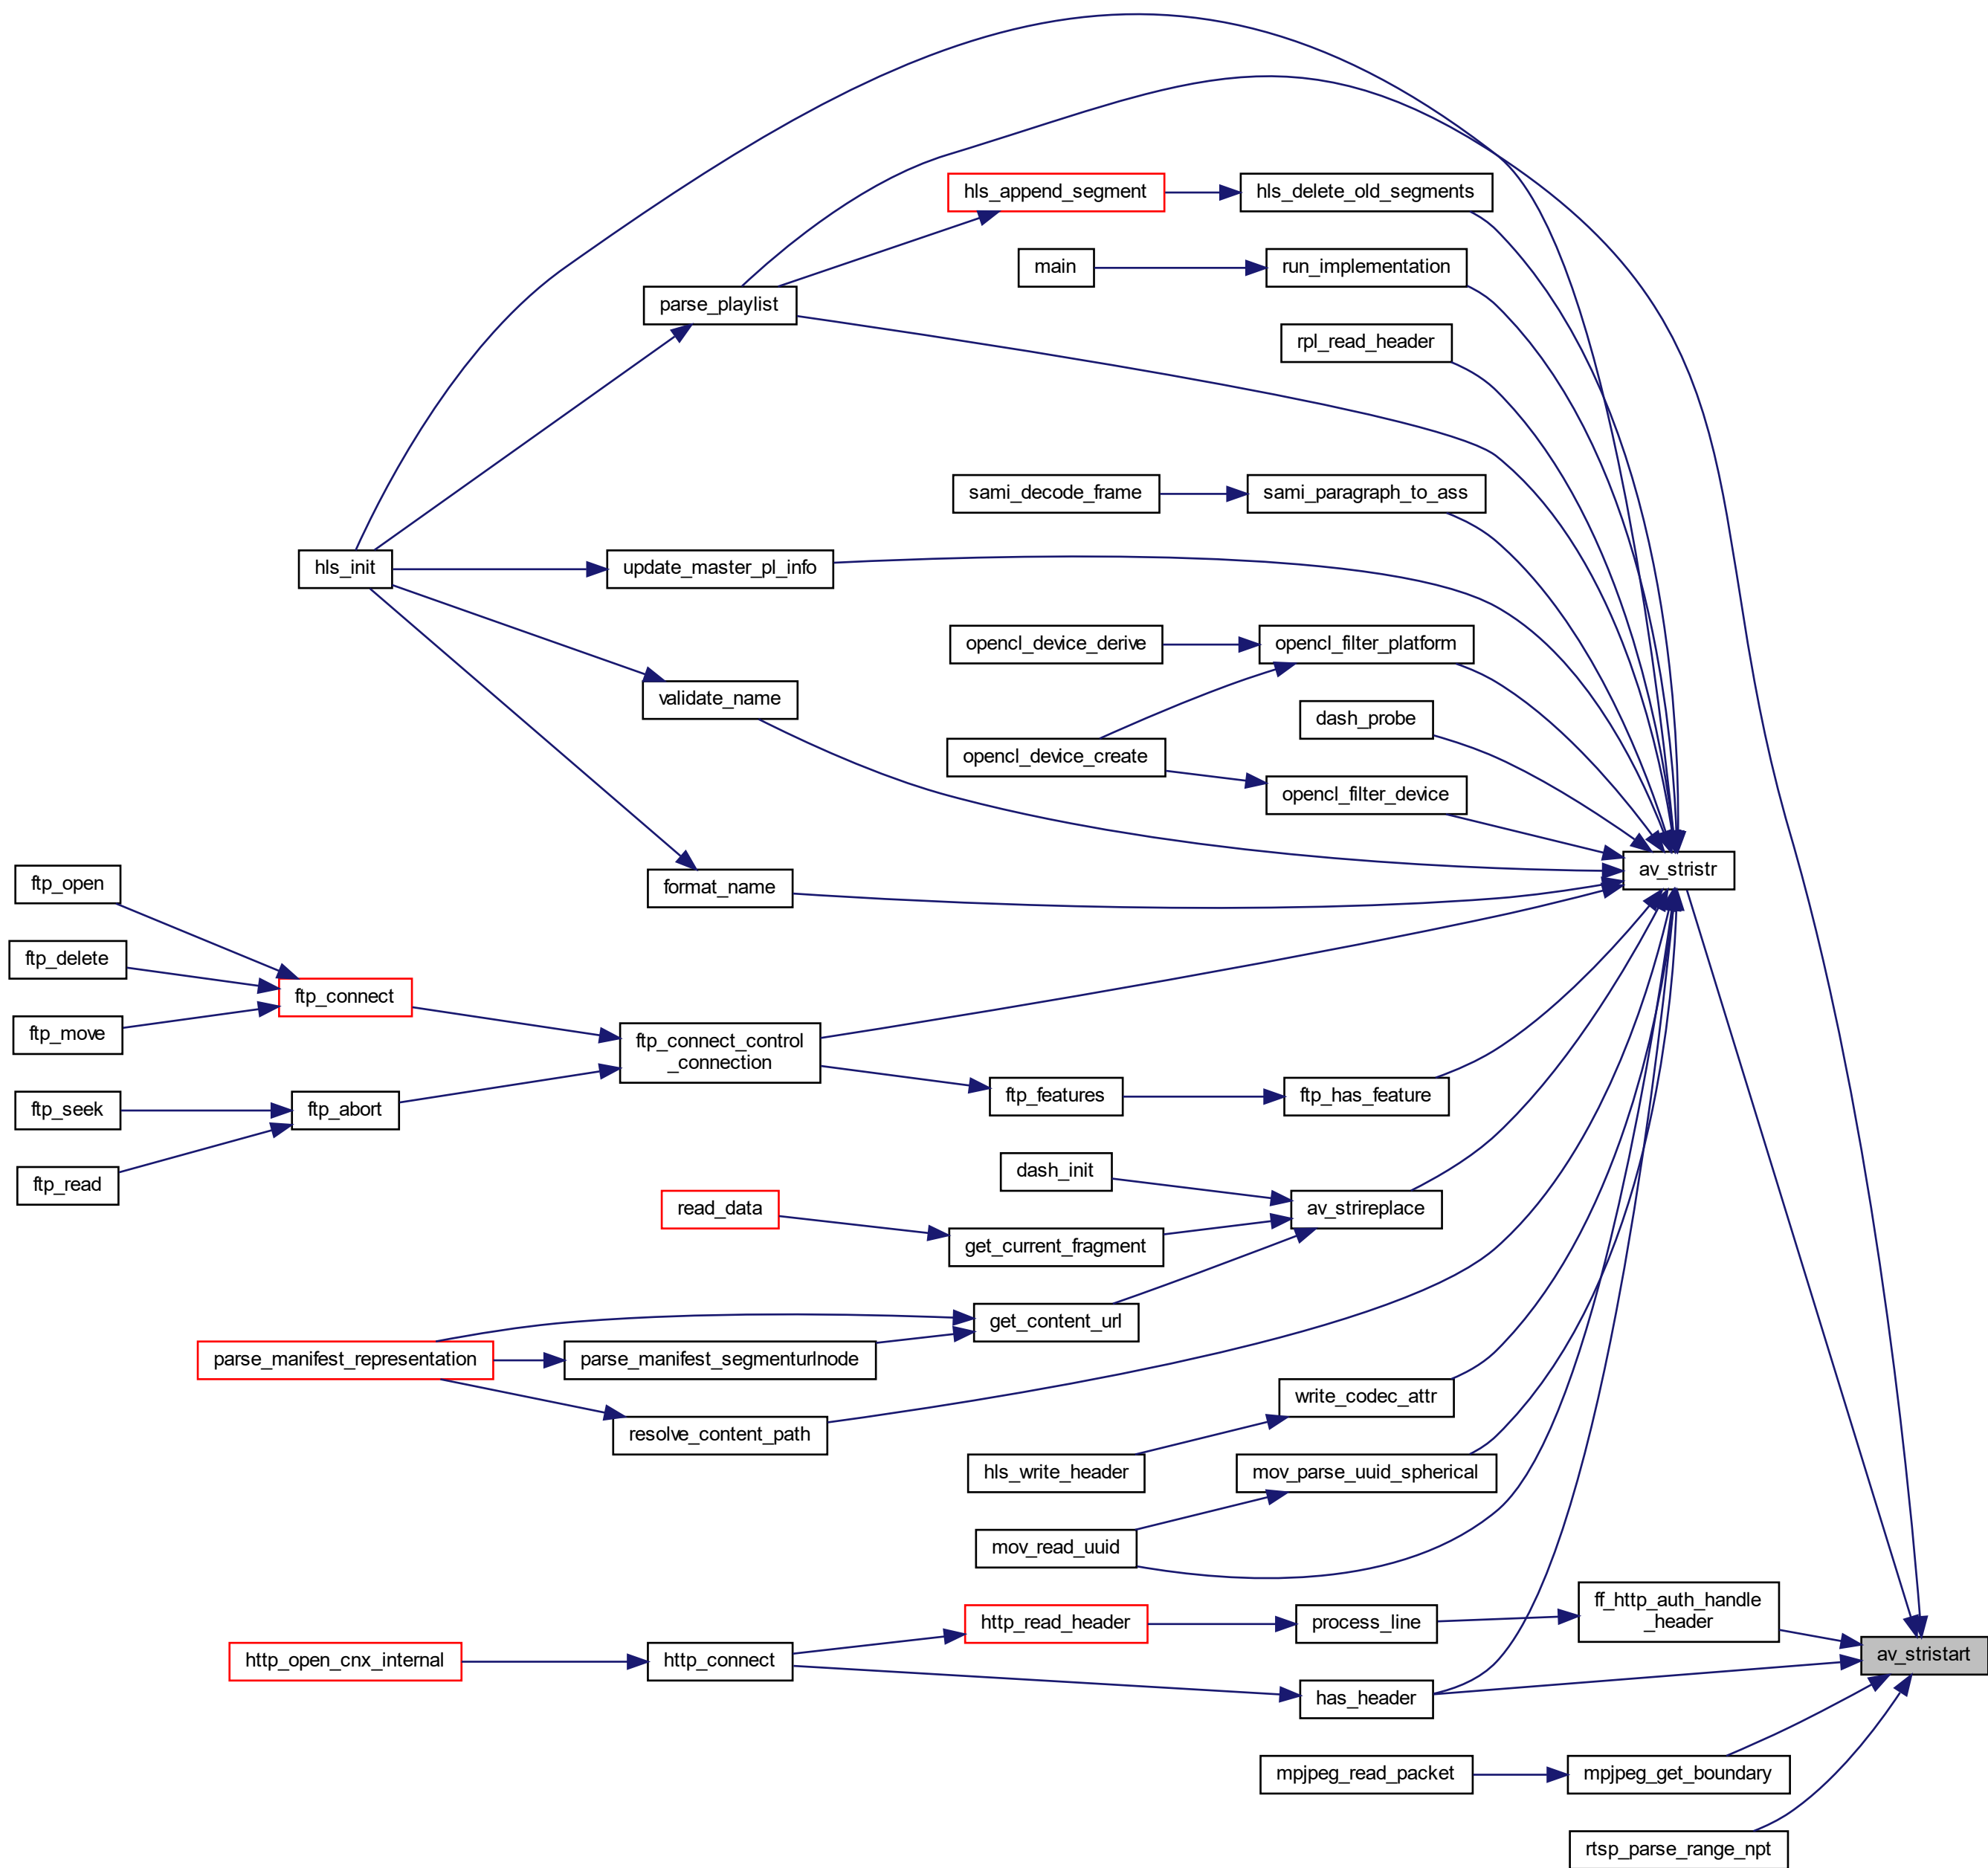 hls_append_segment
hls_delete_old_segments
main
run_implementation
parse_playlist
rpl_read_header
sami_decode_frame
sami_paragraph_to_ass
hls_init
update_master_pl_info
opencl_device_derive
opencl_filter_platform
validate_name
dash_probe
opencl_device_create
opencl_filter_device
av_stristr
ftp_open
format_name
ftp_delete
ftp_connect
ftp_move
ftp_connect_control
_connection
ftp_seek
ftp_abort
ftp_features
ftp_has_feature
ftp_read
dash_init
read_data
av_strireplace
get_current_fragment
get_content_url
parse_manifest_representation
parse_manifest_segmenturlnode
write_codec_attr
resolve_content_path
hls_write_header
mov_parse_uuid_spherical
mov_read_uuid
ff_http_auth_handle
_header
http_read_header
process_line
http_open_cnx_internal
http_connect
av_stristart
has_header
mpjpeg_read_packet
mpjpeg_get_boundary
rtsp_parse_range_npt